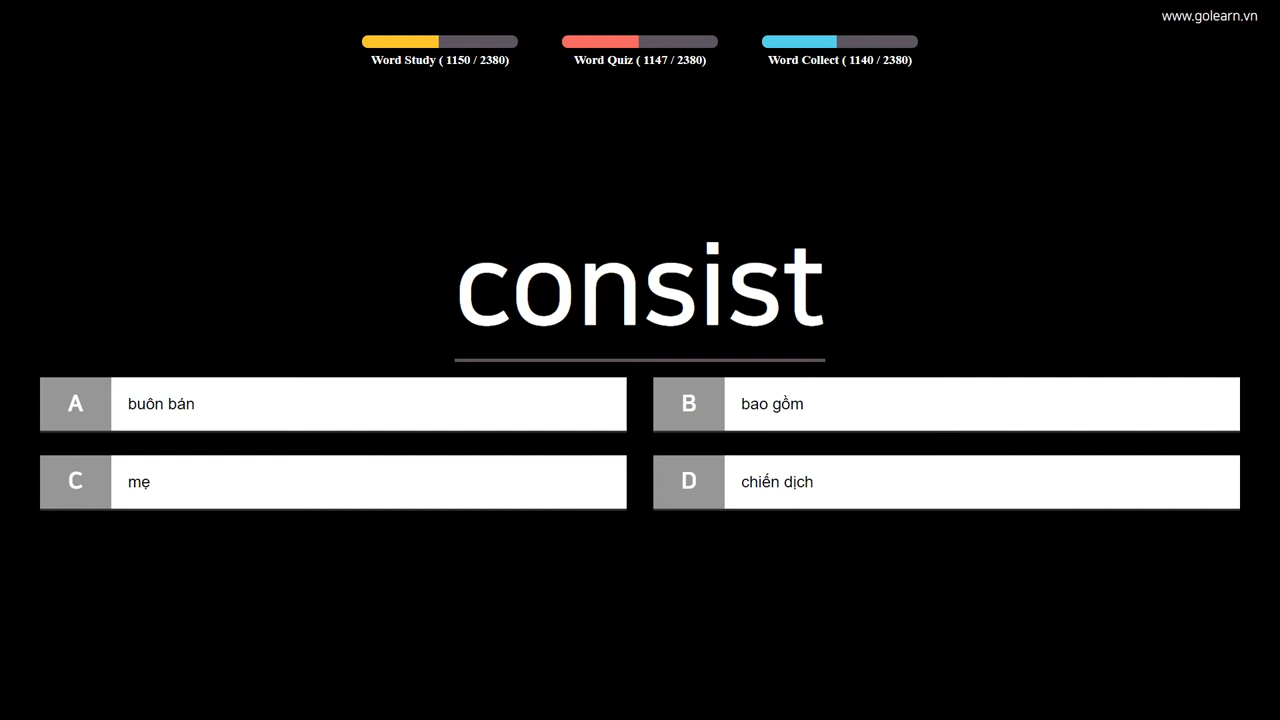 www.golearn.vn
Word Study ( 1150 / 2380)
Word Quiz ( 1147 / 2380)
Word Collect ( 1140 / 2380)
consist
A buôn bán
B bao gồm
C mẹ
D chiến dịch